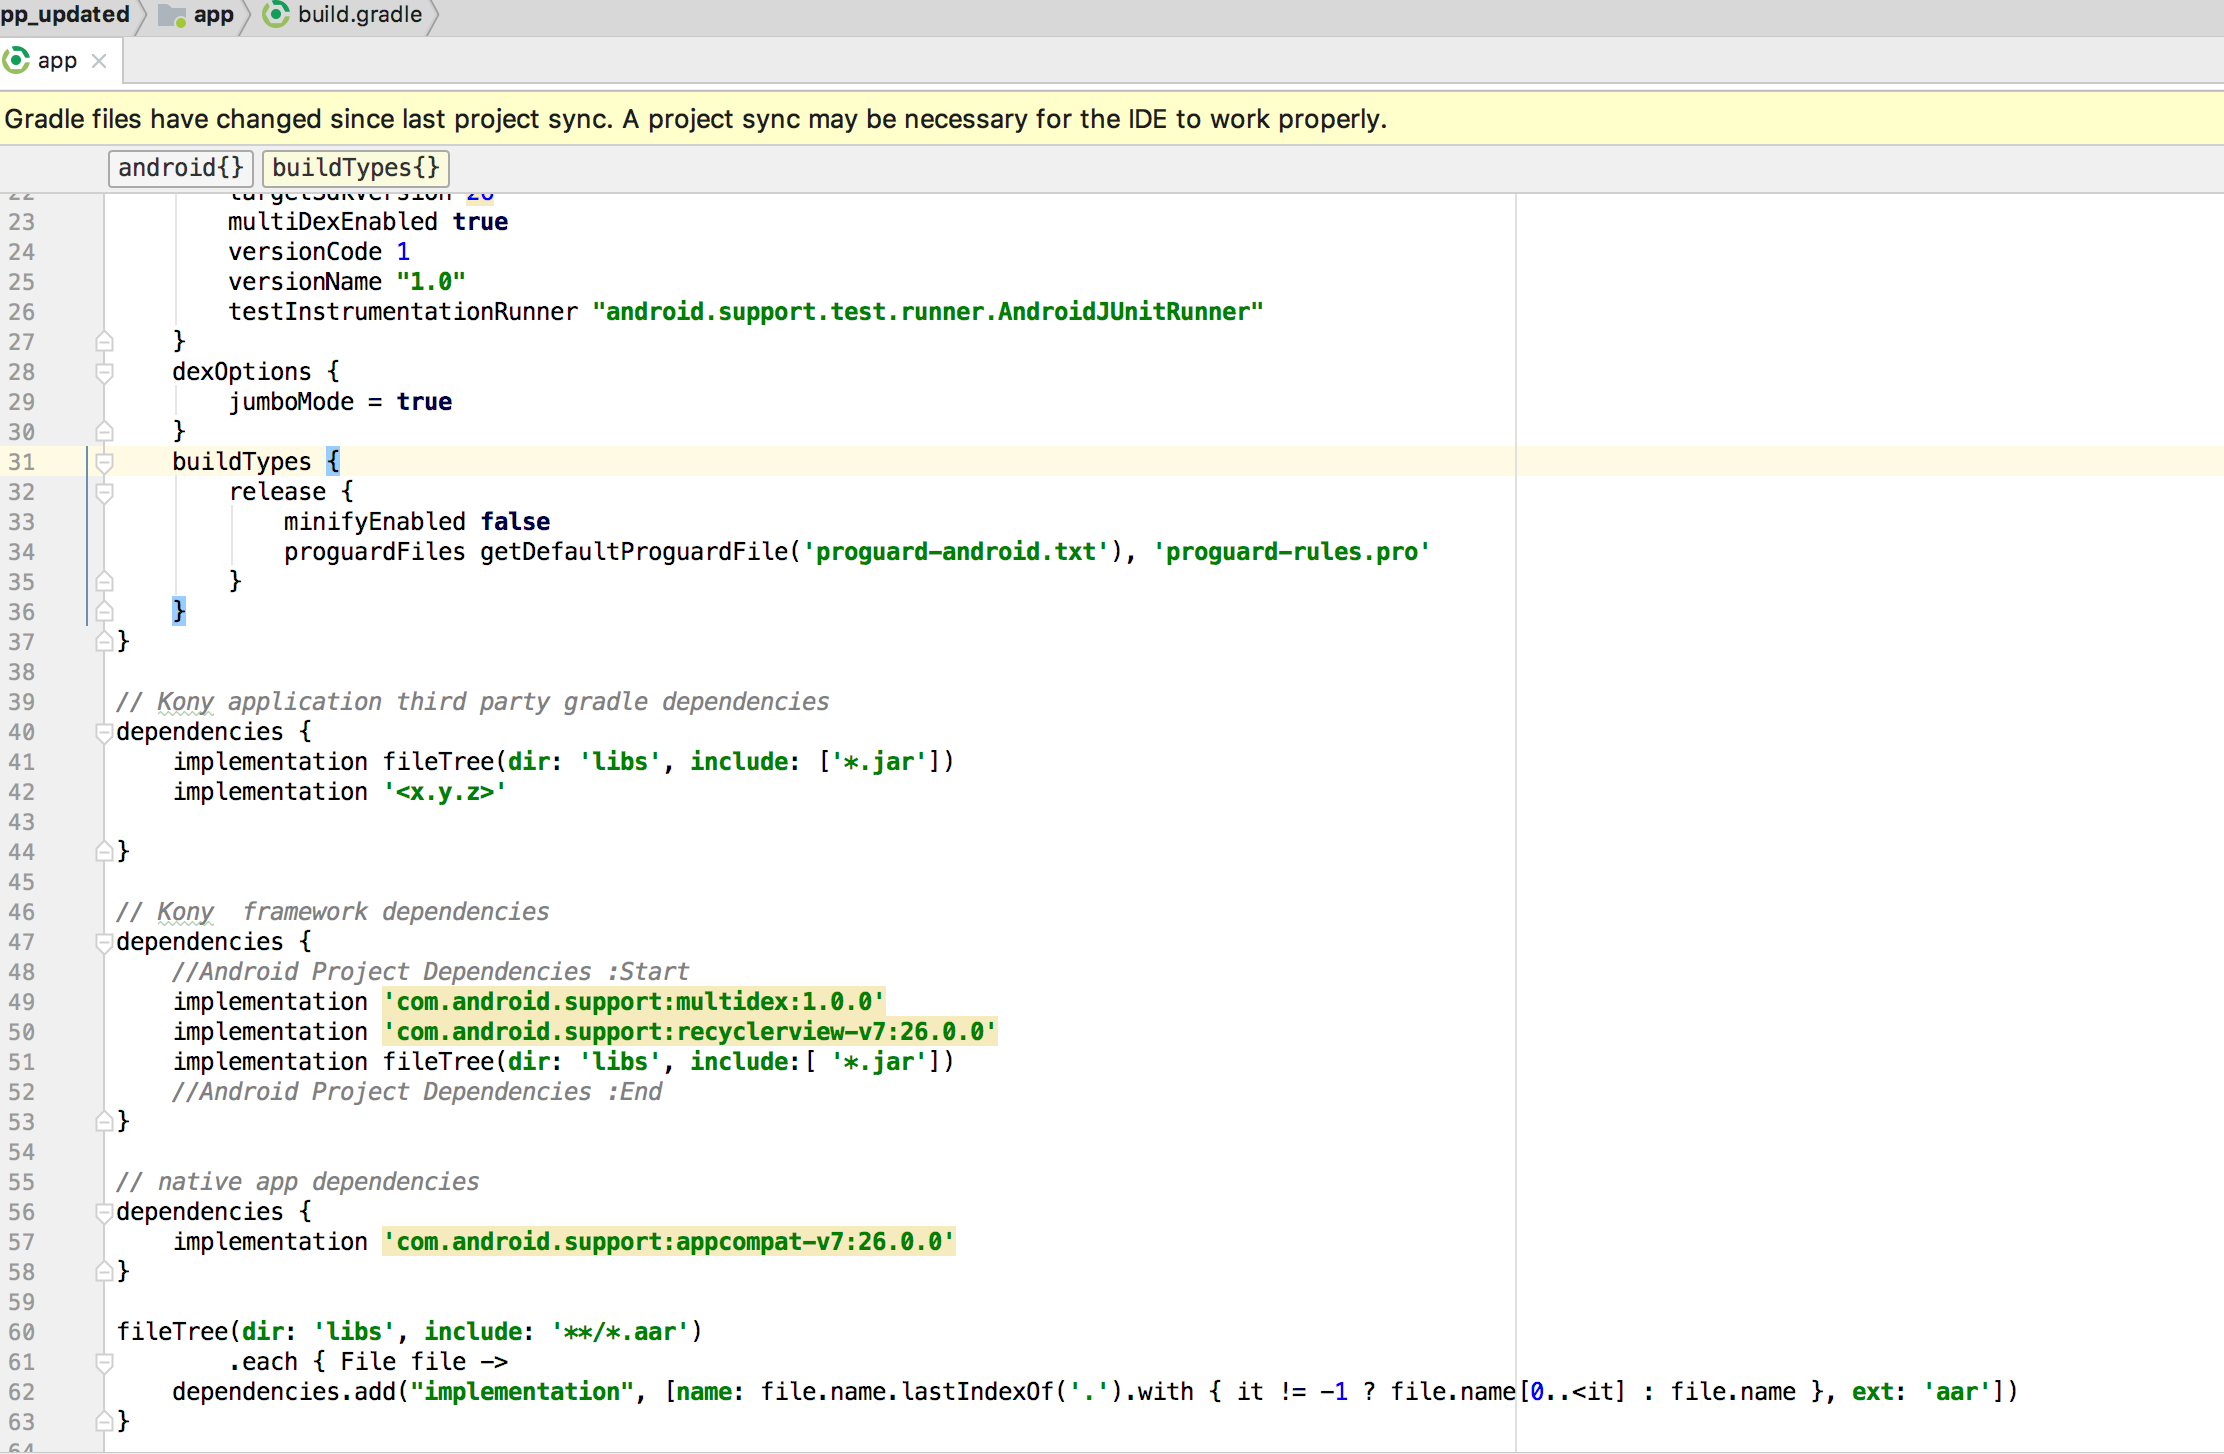 pp_updated app build.gradle
app
Gradle files have changed since last project sync. A project sync may be necessary for the IDE to work properly.
android{} buildTypes{}
22 targetSdkVersion 26
23 multiDexEnabled true
24 versionCode 1
25 versionName "1.0"
26 testInstrumentationRunner "android.support.test.runner.AndroidJUnitRunner"
27 }
28 dexOptions {
29 jumboMode = true
30 }
31 buildTypes {
32 release {
33 minifyEnabled false
34 proguardFiles getDefaultProguardFile('proguard-android.txt'), 'proguard-rules.pro'
35 }
36 }
37 }
38
39 // Kony application third party gradle dependencies
40 dependencies {
41 implementation fileTree(dir: 'libs', include: ['*.jar'])
42 implementation '<x.y.z>'
43
44 }
45
46 // Kony  framework dependencies
47 dependencies {
48 //Android Project Dependencies :Start
49 implementation 'com.android.support:multidex:1.0.0'
50 implementation 'com.android.support:recyclerview-v7:26.0.0'
51 implementation fileTree(dir: 'libs', include:[ '*.jar'])
52 //Android Project Dependencies :End
53 }
54
55 // native app dependencies
56 dependencies {
57 implementation 'com.android.support:appcompat-v7:26.0.0'
58 }
59
60 fileTree(dir: 'libs', include: '**/*.aar')
61 .each { File file ->
62 dependencies.add("implementation", [name: file.name.lastIndexOf('.').with { it != -1 ? file.name[0..<it] : file.name }, ext: 'aar'])
63 }
64